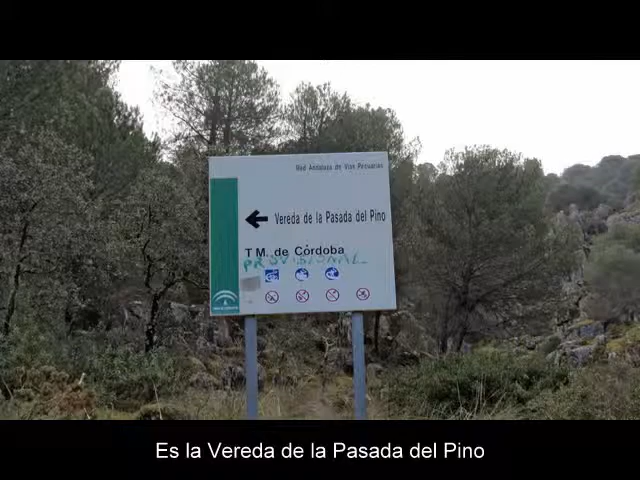 Red Andaluza de Vías Pecuarias
Vereda de la Pasada del Pino
T M. de Córdoba
PROVISIONAL
Es la Vereda de la Pasada del Pino